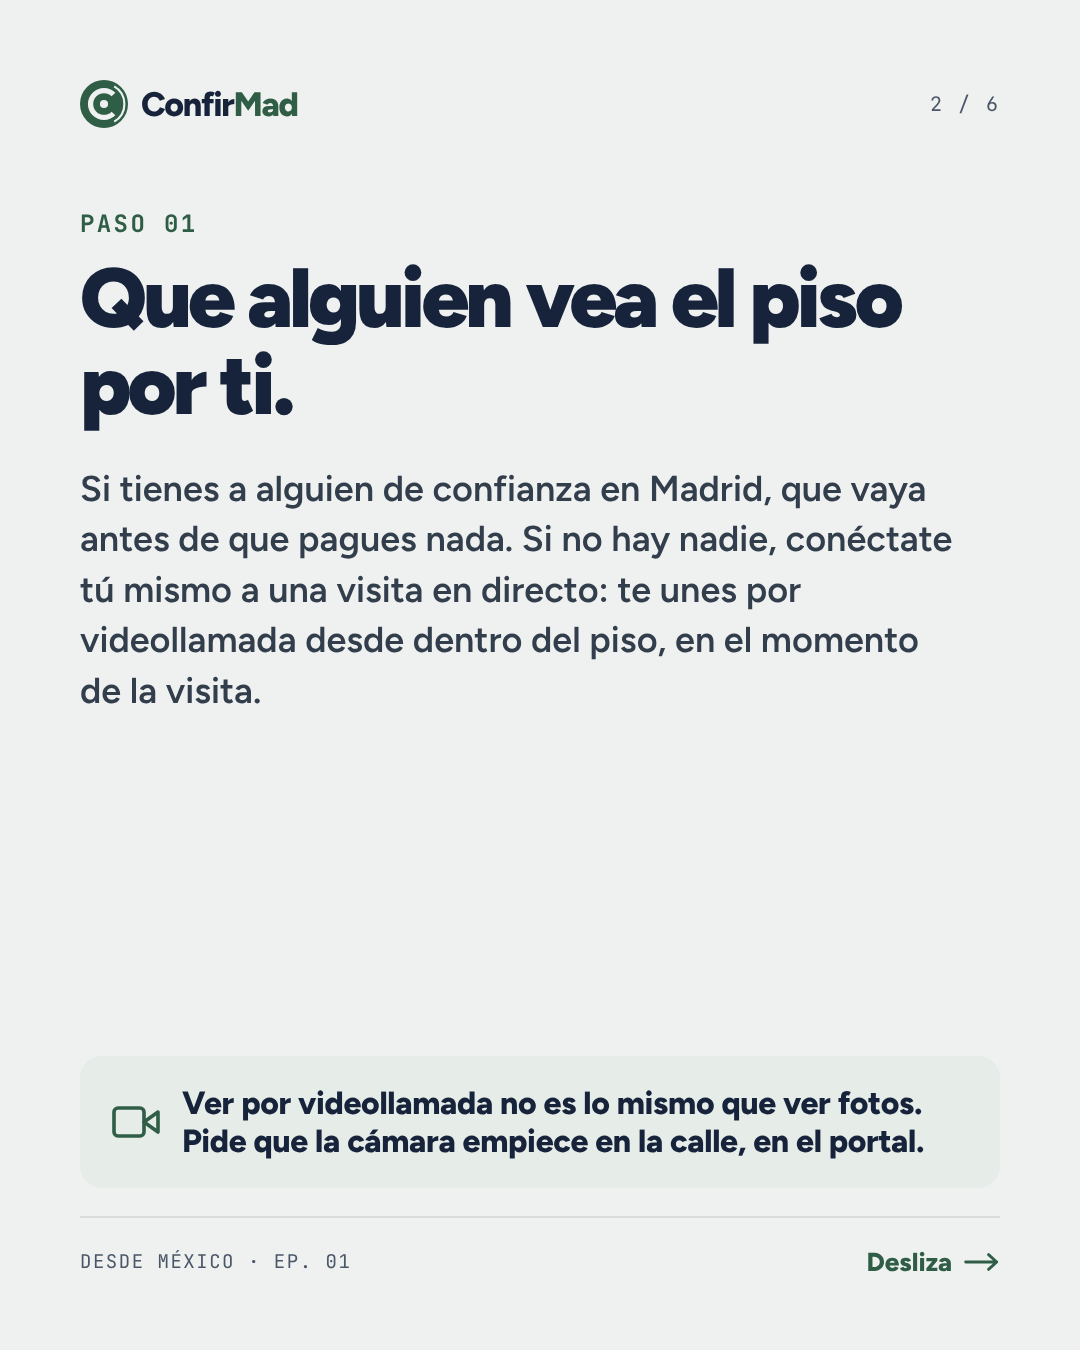 ConfirMad
2 / 6
PASO 01
Que alguien vea el piso
por ti.
Si tienes a alguien de confianza en Madrid, que vaya
antes de que pagues nada. Si no hay nadie, conéctate
tú mismo a una visita en directo: te unes por
videollamada desde dentro del piso, en el momento
de la visita.
Ver por videollamada no es lo mismo que ver fotos.
Pide que la cámara empiece en la calle, en el portal.
DESDE MÉXICO · EP. 01
Desliza →